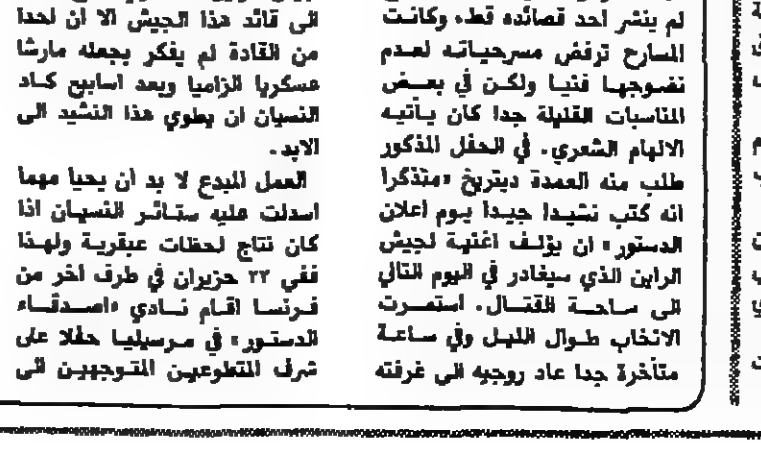 لم ينشر احد قصائده قط، وكانت
المسارح ترفض مسرحياته لعدم
نضوجها فنيا ولكن في بعض
المناسبات القليلة جدا كان يأتيه
الالهام الشعري. في الحفل المذكور
طلب منه العمدة ديتريخ «متذكرا
انه كتب نشيدا جيدا يوم اعلان
الدستور» ان يؤلف اغنية لجيش
الراين الذي سيغادر في اليوم التالي
الى ساحة القتال. استمرت
الانخاب طوال الليل وفي ساعة
متأخرة جدا عاد روجيه الى غرفته
الى قائد هذا الجيش الا ان احدا
من القادة لم يفكر بجعله مارشا
عسكريا الزاميا وبعد اسابيع كاد
النسيان ان يطوي هذا النشيد الى
الابد.
العمل المبدع لا بد أن يحيا مهما
اسدلت عليه ستائر النسيان اذا
كان نتاج لحظات عبقرية ولهذا
ففي ٢٢ حزيران في طرف آخر من
فرنسا اقام نادي «اصدقاء
الدستور» في مرسيليا حفلا على
شرف المتطوعين المتوجهين الى